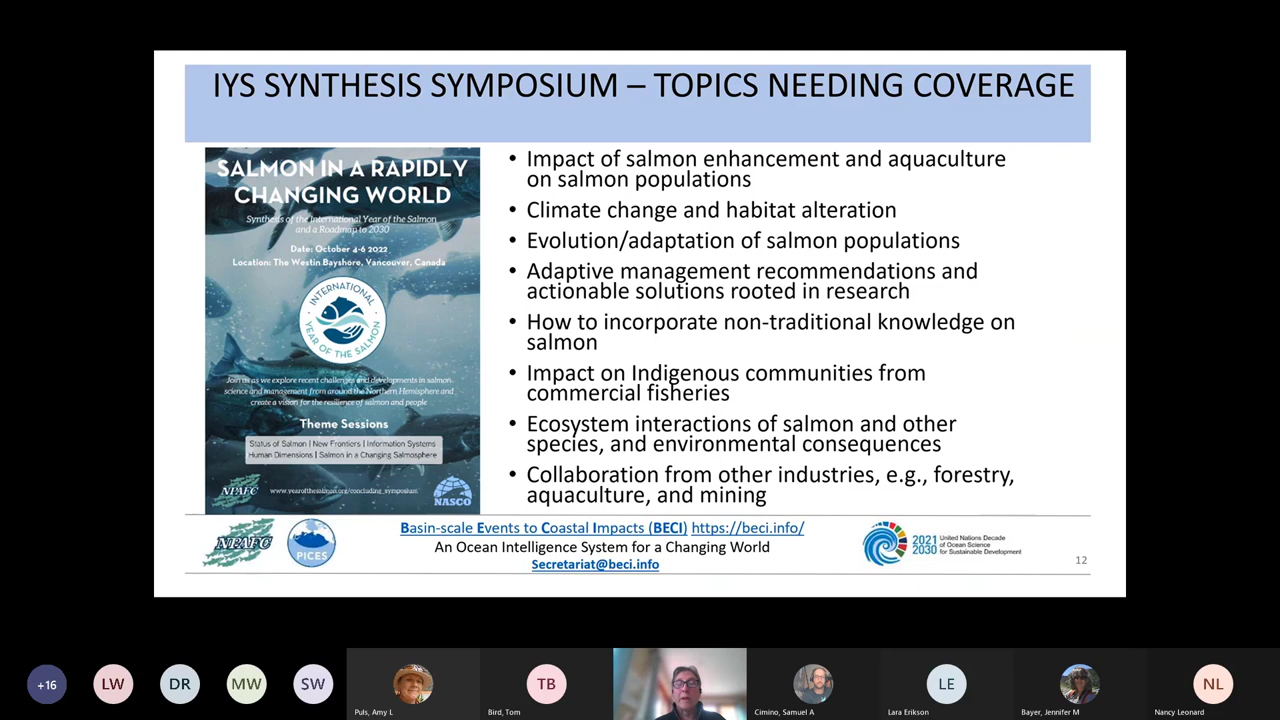 IYS SYNTHESIS SYMPOSIUM – TOPICS NEEDING COVERAGE
SALMON IN A RAPIDLY
CHANGING WORLD
Synthesis of the International Year of the Salmon
and a Roadmap to 2030
Date: October 4-6 2022
Location: The Westin Bayshore, Vancouver, Canada
INTERNATIONAL
YEAR OF THE SALMON
Join us as we explore recent challenges and developments in salmon
science and management from around the Northern Hemisphere and
create a vision for the resilience of salmon and people
Theme Sessions
Status of Salmon | New Frontiers | Information Systems
Human Dimensions | Salmon in a Changing Salmosphere
NPAFC
www.yearofthesalmon.org/concluding_symposium
NASCO
• Impact of salmon enhancement and aquaculture
on salmon populations
• Climate change and habitat alteration
• Evolution/adaptation of salmon populations
• Adaptive management recommendations and
actionable solutions rooted in research
• How to incorporate non-traditional knowledge on
salmon
• Impact on Indigenous communities from
commercial fisheries
• Ecosystem interactions of salmon and other
species, and environmental consequences
• Collaboration from other industries, e.g., forestry,
aquaculture, and mining
NPAFC
PICES
Basin-scale Events to Coastal Impacts (BECI) https://beci.info/
An Ocean Intelligence System for a Changing World
Secretariat@beci.info
2021
2030
United Nations Decade
of Ocean Science
for Sustainable Development
12
+16
LW
DR
MW
SW
Puls, Amy L
TB
Bird, Tom
Cimino, Samuel A
LE
Lara Erikson
Bayer, Jennifer M
NL
Nancy Leonard